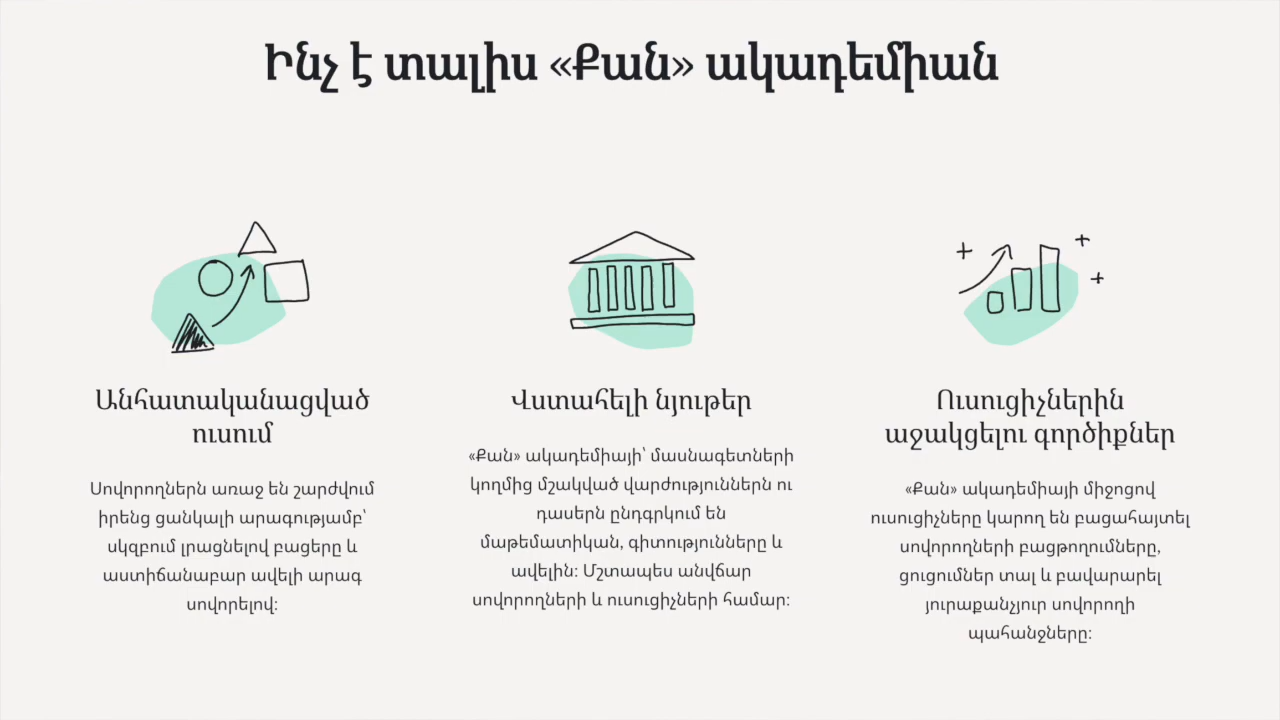 Ինչ է տալիս «Քան» ակադեմիան
Անհատականացված
ուսում
Սովորողներն առաջ են շարժվում
իրենց ցանկալի արագությամբ՝
սկզբում լրացնելով բացերը և
աստիճանաբար ավելի արագ
սովորելով:
Վստահելի նյութեր
«Քան» ակադեմիայի՝ մասնագետների
կողմից մշակված վարժություններն ու
դասերն ընդգրկում են
մաթեմատիկան, գիտությունները և
ավելին: Մշտապես անվճար
սովորողների և ուսուցիչների համար:
Ուսուցիչներին
աջակցելու գործիքներ
«Քան» ակադեմիայի միջոցով
ուսուցիչները կարող են բացահայտել
սովորողների բացթողումները,
ցուցումներ տալ և բավարարել
յուրաքանչյուր սովորողի
պահանջները: